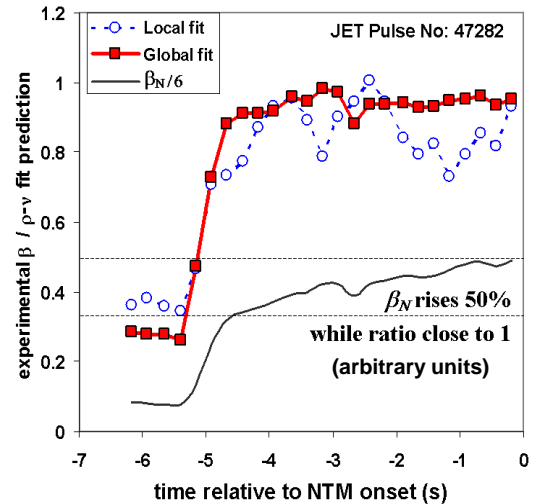 1.2
1
0.8
0.6
0.4
0.2
0
Local fit
Global fit
βN/6
JET Pulse No: 47282
experimental β / ρ-ν fit prediction
βN rises 50%
while ratio close to 1
(arbitrary units)
-7 -6 -5 -4 -3 -2 -1 0
time relative to NTM onset (s)